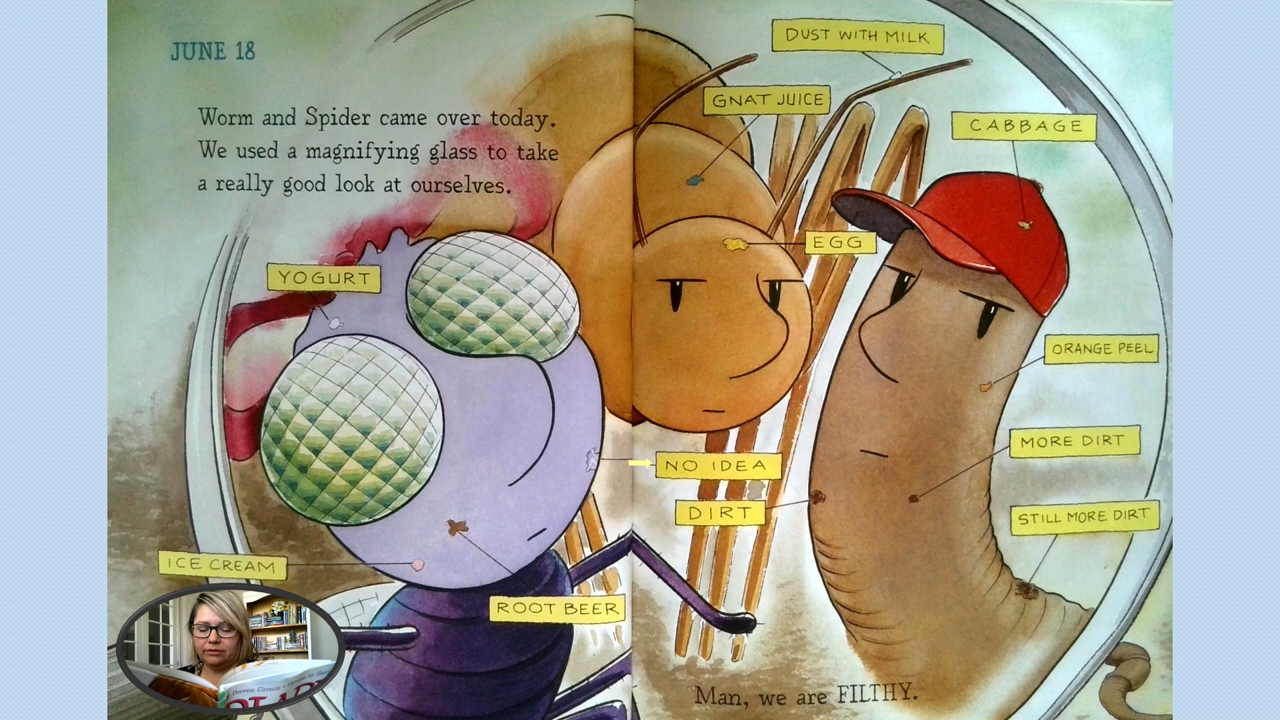 JUNE 18
Worm and Spider came over today.
We used a magnifying glass to take
a really good look at ourselves.
DUST WITH MILK
GNAT JUICE
CABBAGE
EGG
YOGURT
ORANGE PEEL
MORE DIRT
NO IDEA
DIRT
STILL MORE DIRT
ICE CREAM
ROOT BEER
Man, we are FILTHY.
Doreen Cronin